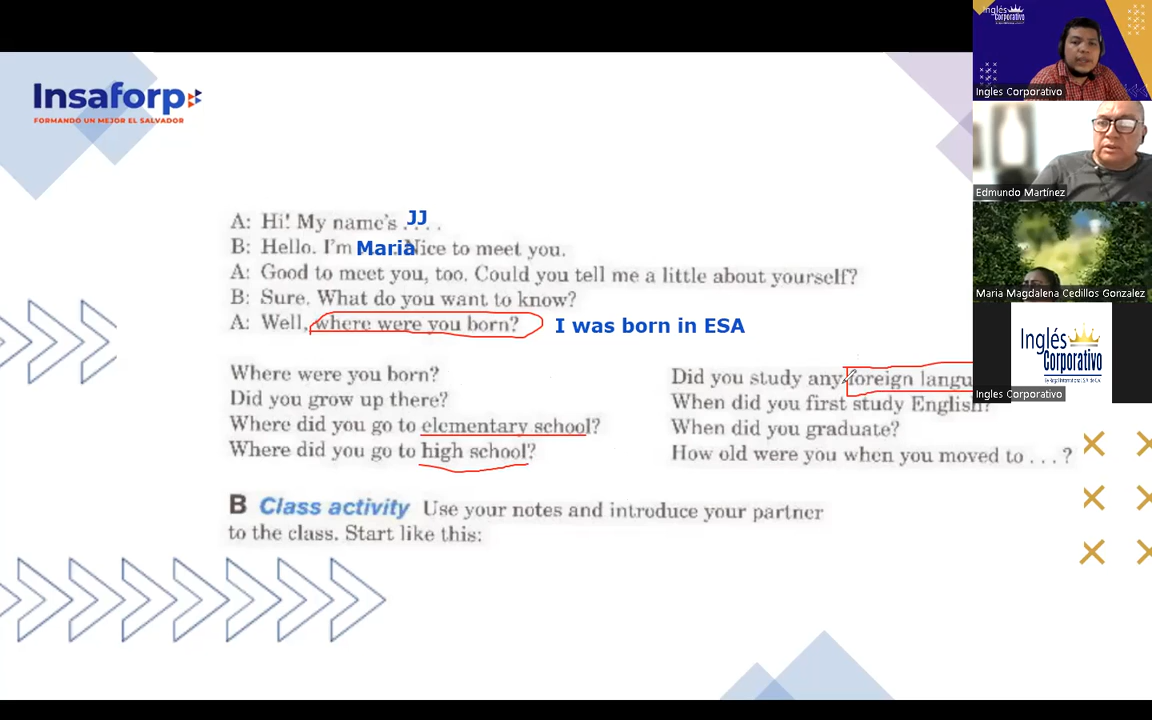 Insaforp
FORMANDO UN MEJOR EL SALVADOR
A: Hi! My name's JJ . . .
B: Hello. I'm Maria Nice to meet you.
A: Good to meet you, too. Could you tell me a little about yourself?
B: Sure. What do you want to know?
A: Well, where were you born? I was born in ESA
Where were you born?
Did you grow up there?
Where did you go to elementary school?
Where did you go to high school?
Did you study any foreign langu
When did you first study English?
When did you graduate?
How old were you when you moved to . . . ?
B Class activity Use your notes and introduce your partner
to the class. Start like this:
Inglés
Corporativo
Ingles Corporativo
Edmundo Martínez
Maria Magdalena Cedillos Gonzalez
Inglés
Corporativo
Ingles Corporativo